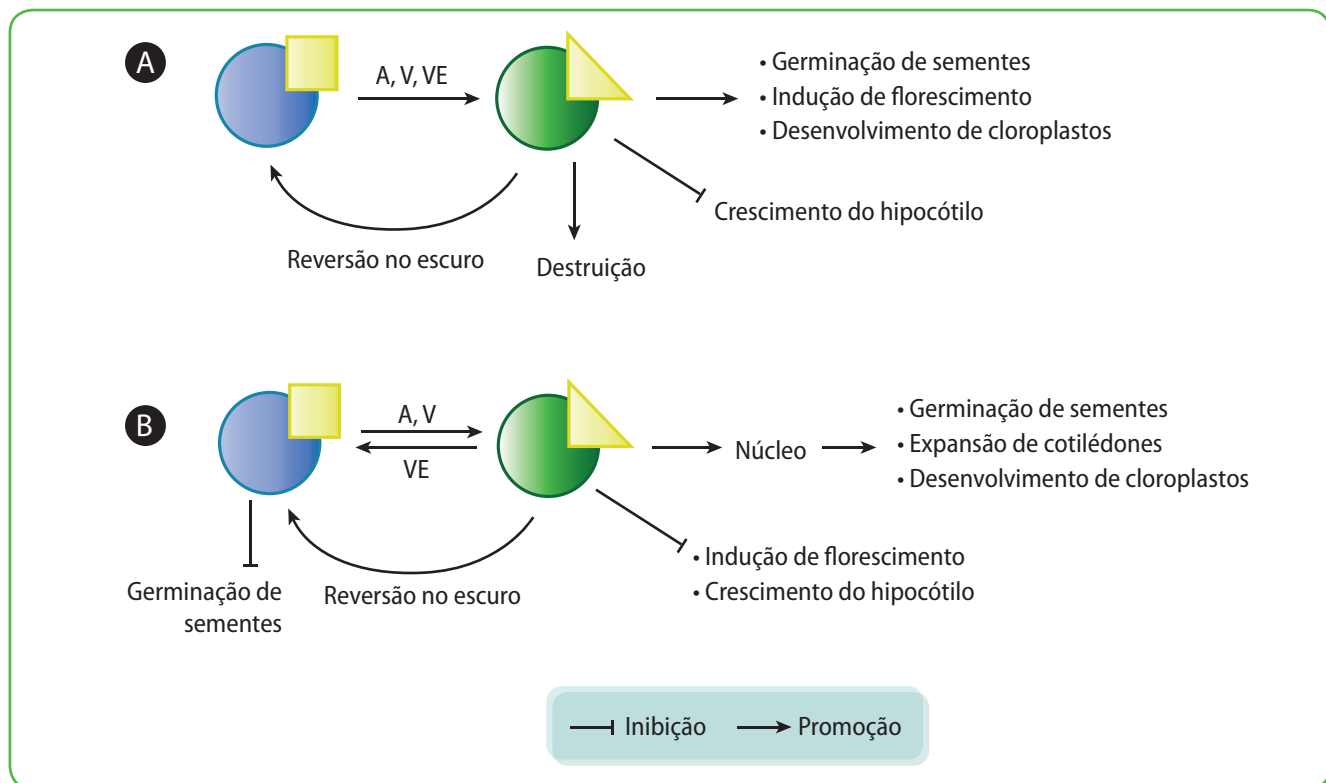 A
A, V, VE
• Germinação de sementes
• Indução de florescimento
• Desenvolvimento de cloroplastos
Crescimento do hipocótilo
Reversão no escuro
Destruição
B
A, V
VE
Núcleo
• Germinação de sementes
• Expansão de cotilédones
• Desenvolvimento de cloroplastos
• Indução de florescimento
• Crescimento do hipocótilo
Germinação de
sementes
Reversão no escuro
Inibição
Promoção